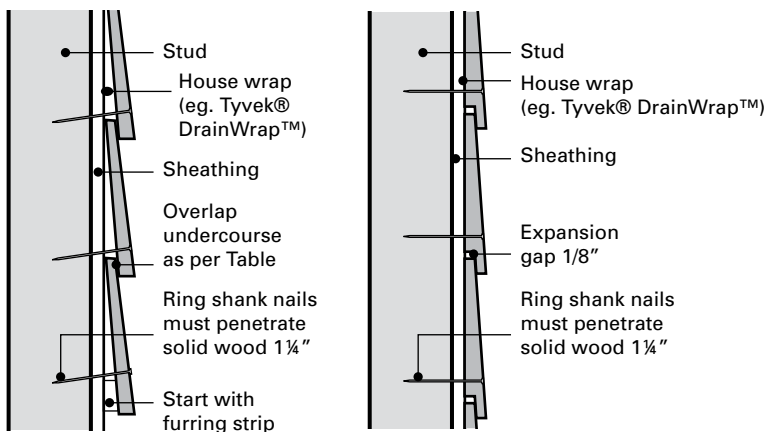 Stud
House wrap
(eg. Tyvek®
DrainWrap™)
Sheathing
Overlap
undercourse
as per Table
Ring shank nails
must penetrate
solid wood 1¼”
Start with
furring strip
Stud
House wrap
(eg. Tyvek® DrainWrap™)
Sheathing
Expansion
gap 1/8”
Ring shank nails
must penetrate
solid wood 1¼”